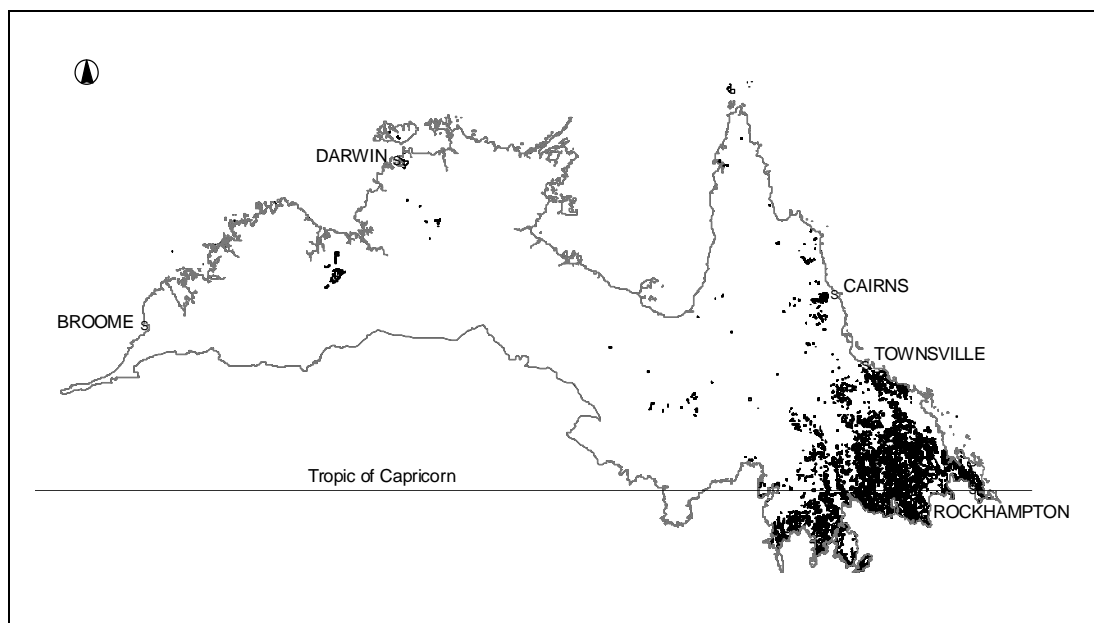 DARWIN
BROOME
CAIRNS
TOWNSVILLE
Tropic of Capricorn
ROCKHAMPTON